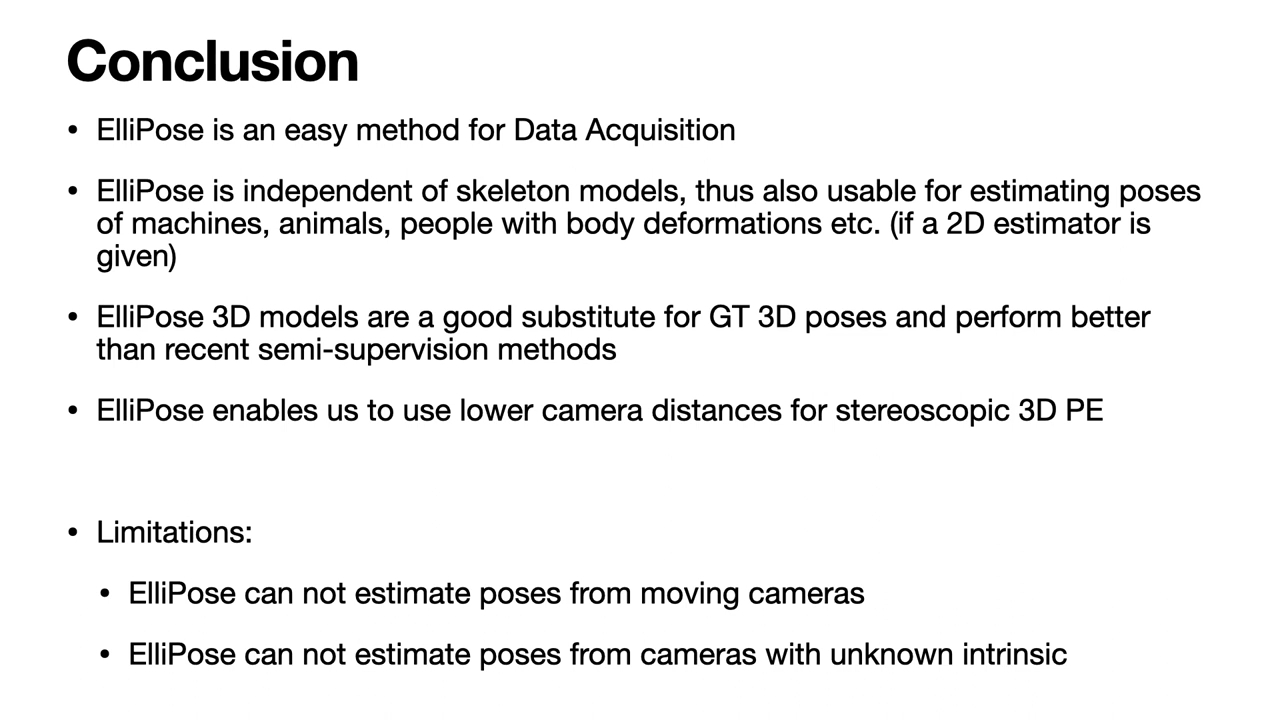 Conclusion
• ElliPose is an easy method for Data Acquisition
• ElliPose is independent of skeleton models, thus also usable for estimating poses
of machines, animals, people with body deformations etc. (if a 2D estimator is
given)
• ElliPose 3D models are a good substitute for GT 3D poses and perform better
than recent semi-supervision methods
• ElliPose enables us to use lower camera distances for stereoscopic 3D PE
• Limitations:
• ElliPose can not estimate poses from moving cameras
• ElliPose can not estimate poses from cameras with unknown intrinsic